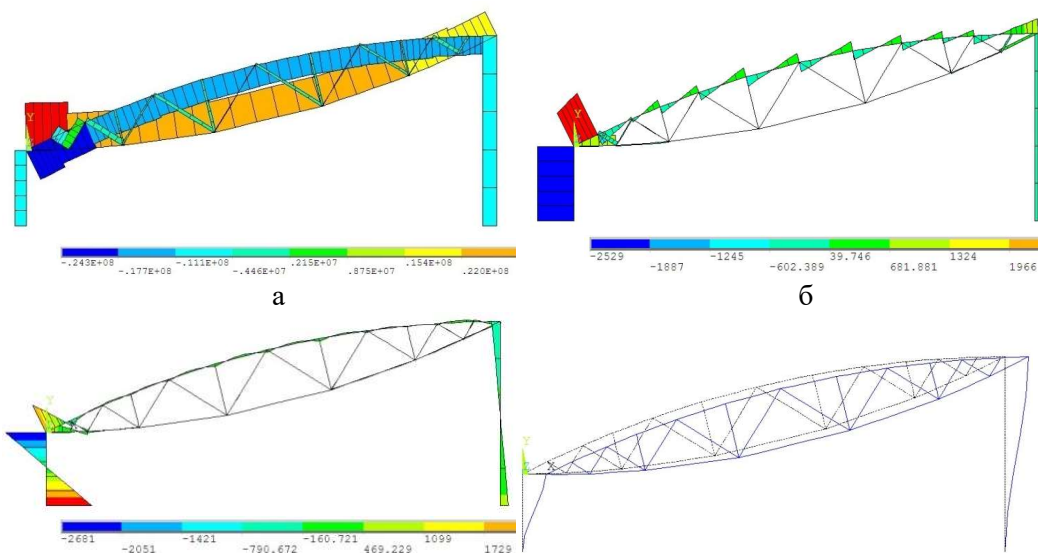 Y
Y
-.243E+08 -.111E+08 .215E+07 .154E+08
-.177E+08 -.446E+07 .875E+07 .220E+08
-2529 -1245 39.746 1324
-1887 -602.389 681.881 1966
а
б
Y
Y
X
-2681 -1421 -160.721 1099
-2051 -790.672 469.229 1729